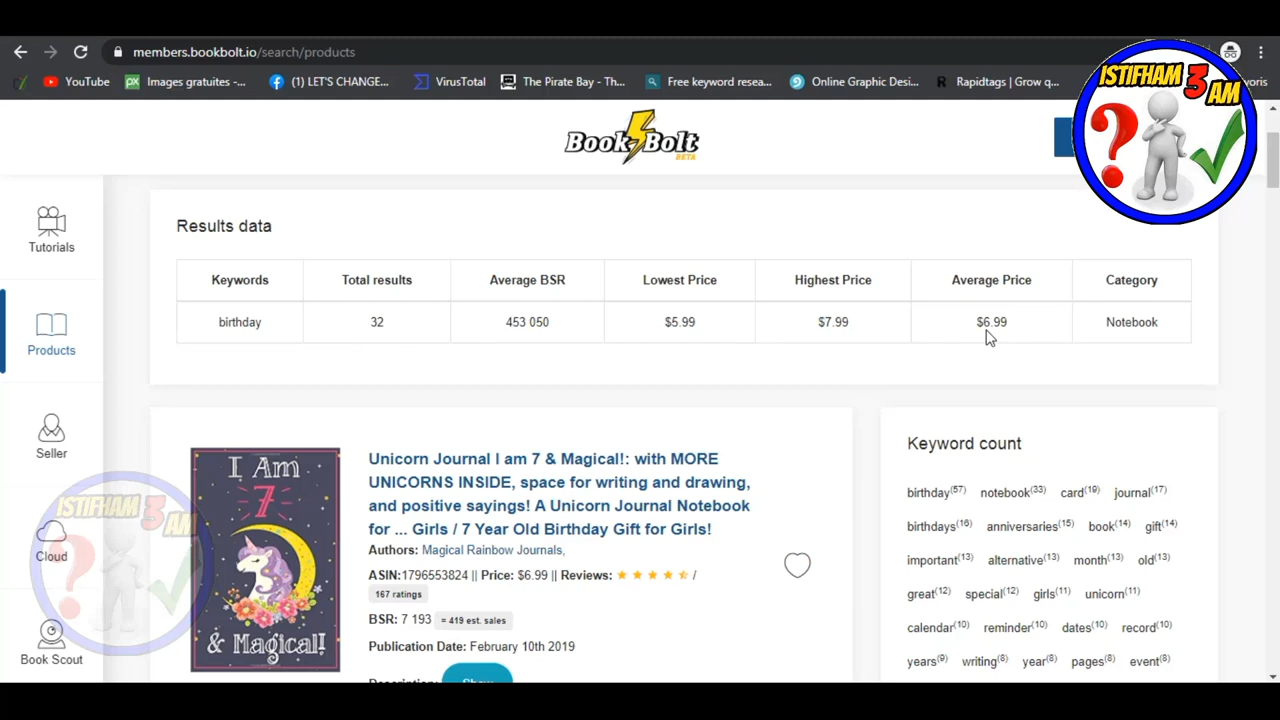 members.bookbolt.io/search/products
YouTube
Images gratuites -...
(1) LET'S CHANGE...
VirusTotal
The Pirate Bay - Th...
Free keyword resea...
Online Graphic Desi...
Rapidtags | Grow q...
voris
ISTIFHAM 3 AM
Book Bolt
BETA
Tutorials
Products
Seller
Cloud
Book Scout
Results data
Keywords Total results Average BSR Lowest Price Highest Price Average Price Category
birthday 32 453 050 $5.99 $7.99 $6.99 Notebook
I Am
7
& Magical!
Unicorn Journal I am 7 & Magical!: with MORE
UNICORNS INSIDE, space for writing and drawing,
and positive sayings! A Unicorn Journal Notebook
for ... Girls / 7 Year Old Birthday Gift for Girls!
Authors: Magical Rainbow Journals,
ASIN:1796553824 || Price: $6.99 || Reviews: /
167 ratings
BSR: 7 193 = 419 est. sales
Publication Date: February 10th 2019
Description: Show
Keyword count
birthday(57) notebook(33) card(19) journal(17)
birthdays(16) anniversaries(15) book(14) gift(14)
important(13) alternative(13) month(13) old(13)
great(12) special(12) girls(11) unicorn(11)
calendar(10) reminder(10) dates(10) record(10)
years(9) writing(8) year(8) pages(8) event(8)
ISTIFHAM 3 AM